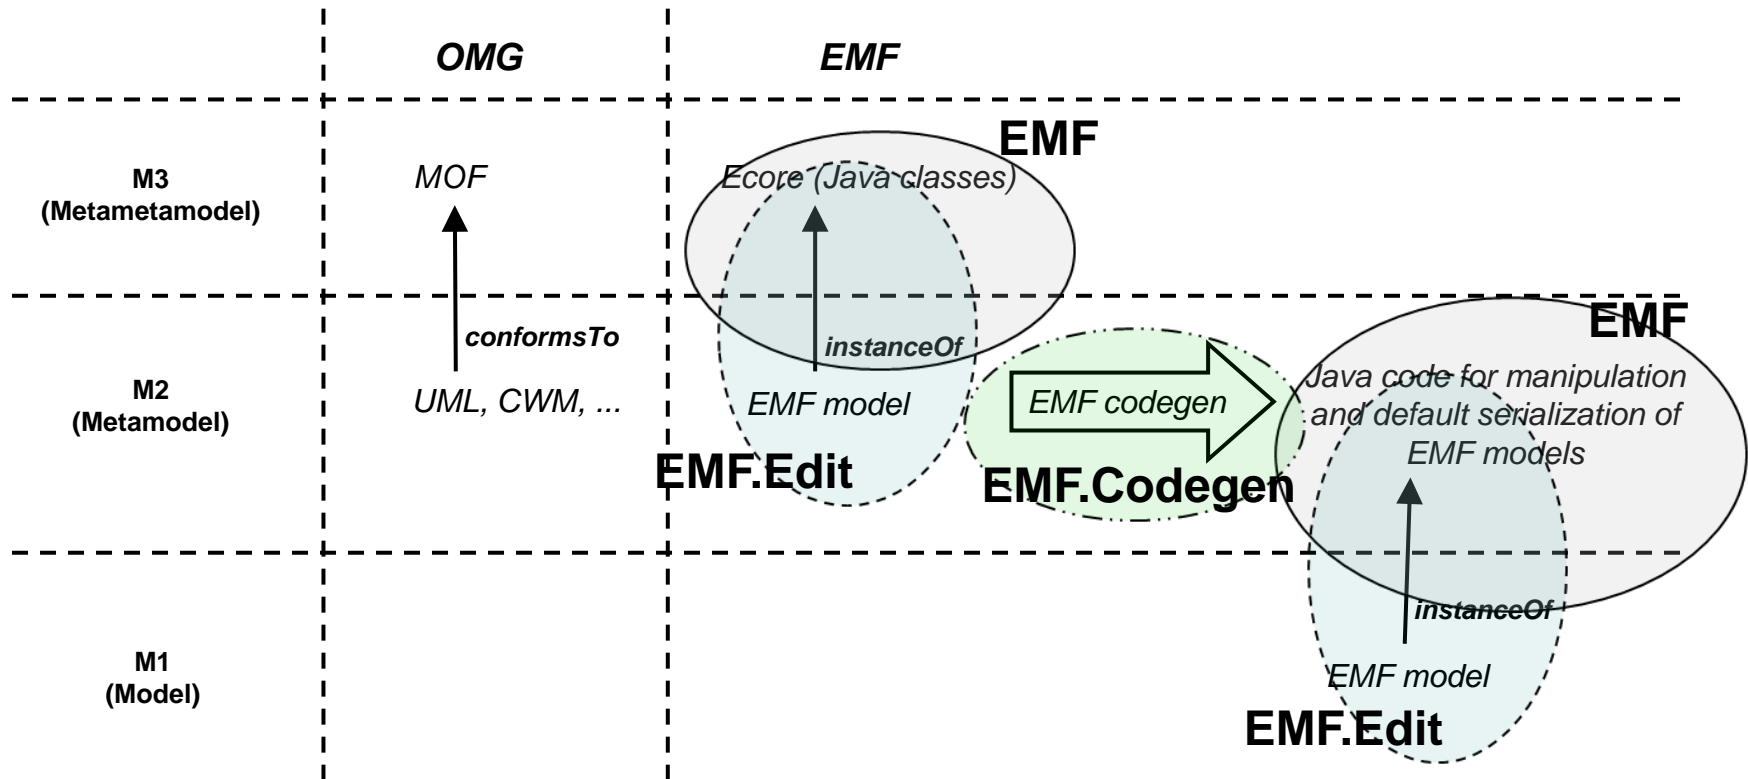 OMG
EMF
EMF
M3
(Metametamodel)
MOF
Ecore (Java classes)
EMF
conformsTo
instanceOf
M2
(Metamodel)
UML, CWM, ...
EMF model
EMF codegen
Java code for manipulation
and default serialization of
EMF models
EMF.Edit
EMF.Codegen
instanceOf
M1
(Model)
EMF model
EMF.Edit